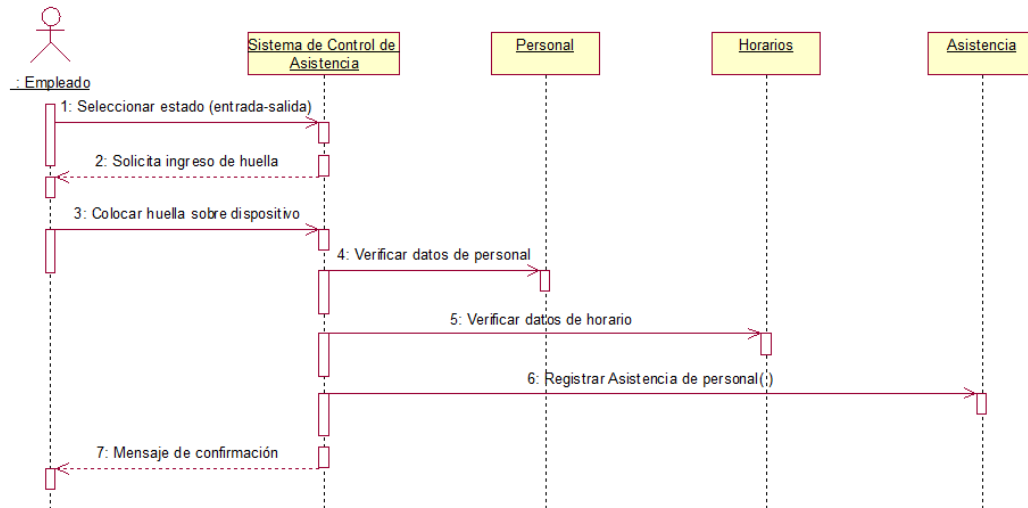 Sistema de Control de
Asistencia
Personal
Horarios
Asistencia
: Empleado
1: Seleccionar estado (entrada-salida)
2: Solicita ingreso de huella
3: Colocar huella sobre dispositivo
4: Verificar datos de personal
5: Verificar datos de horario
6: Registrar Asistencia de personal(:)
7: Mensaje de confirmación